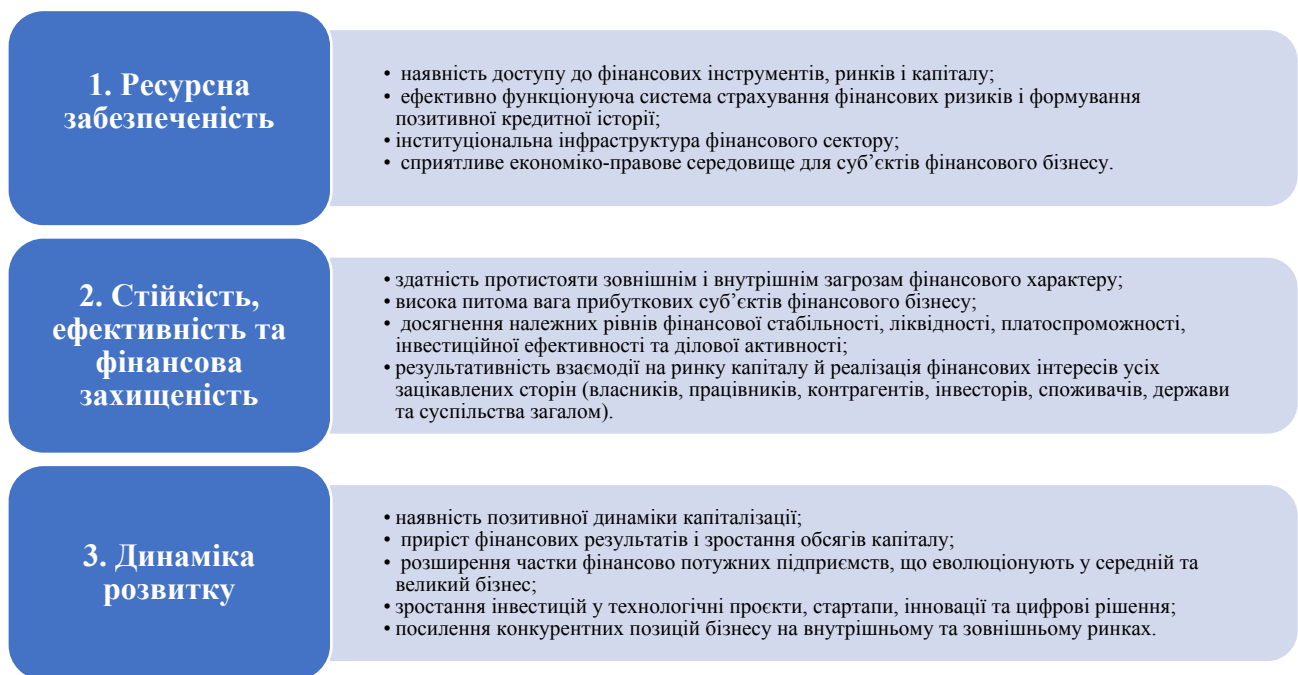 1. Ресурсна
забезпеченість
• наявність доступу до фінансових інструментів, ринків і капіталу;
• ефективно функціонуюча система страхування фінансових ризиків і формування
позитивної кредитної історії;
• інституціональна інфраструктура фінансового сектору;
• сприятливе економіко-правове середовище для суб’єктів фінансового бізнесу.
2. Стійкість,
ефективність та
фінансова
захищеність
• здатність протистояти зовнішнім і внутрішнім загрозам фінансового характеру;
• висока питома вага прибуткових суб’єктів фінансового бізнесу;
• досягнення належних рівнів фінансової стабільності, ліквідності, платоспроможності,
інвестиційної ефективності та ділової активності;
• результативність взаємодії на ринку капіталу й реалізація фінансових інтересів усіх
зацікавлених сторін (власників, працівників, контрагентів, інвесторів, споживачів, держави
та суспільства загалом).
3. Динаміка
розвитку
• наявність позитивної динаміки капіталізації;
• приріст фінансових результатів і зростання обсягів капіталу;
• розширення частки фінансово потужних підприємств, що еволюціонують у середній та
великий бізнес;
• зростання інвестицій у технологічні проєкти, стартапи, інновації та цифрові рішення;
• посилення конкурентних позицій бізнесу на внутрішньому та зовнішньому ринках.